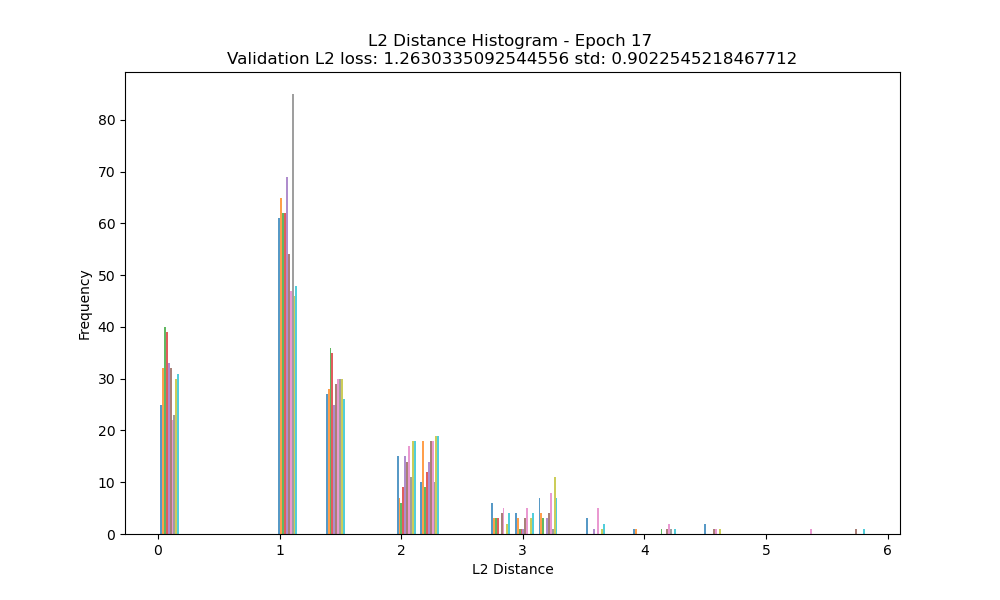 L2 Distance Histogram - Epoch 17
Validation L2 loss: 1.2630335092544556 std: 0.9022545218467712
80
70
60
50
40
30
20
10
0
Frequency
0 1 2 3 4 5 6
L2 Distance